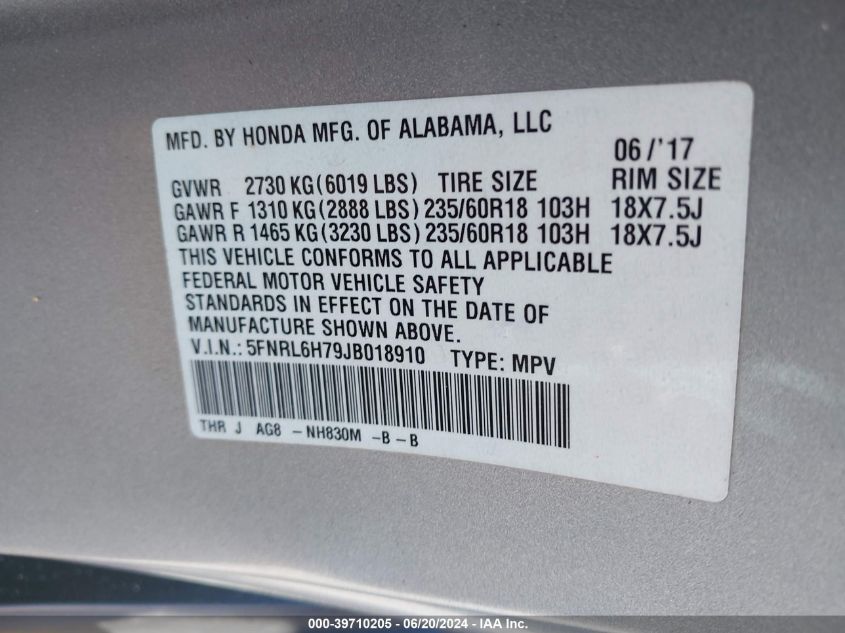 MFD. BY HONDA MFG. OF ALABAMA, LLC
06/'17
GVWR 2730 KG(6019 LBS) TIRE SIZE RIM SIZE
GAWR F 1310 KG(2888 LBS) 235/60R18 103H 18X7.5J
GAWR R 1465 KG(3230 LBS) 235/60R18 103H 18X7.5J
THIS VEHICLE CONFORMS TO ALL APPLICABLE
FEDERAL MOTOR VEHICLE SAFETY
STANDARDS IN EFFECT ON THE DATE OF
MANUFACTURE SHOWN ABOVE.
V.I.N.: 5FNRL6H79JB018910 TYPE: MPV
THR J AG8 -NH830M -B-B
000-39710205 - 06/20/2024 - IAA Inc.